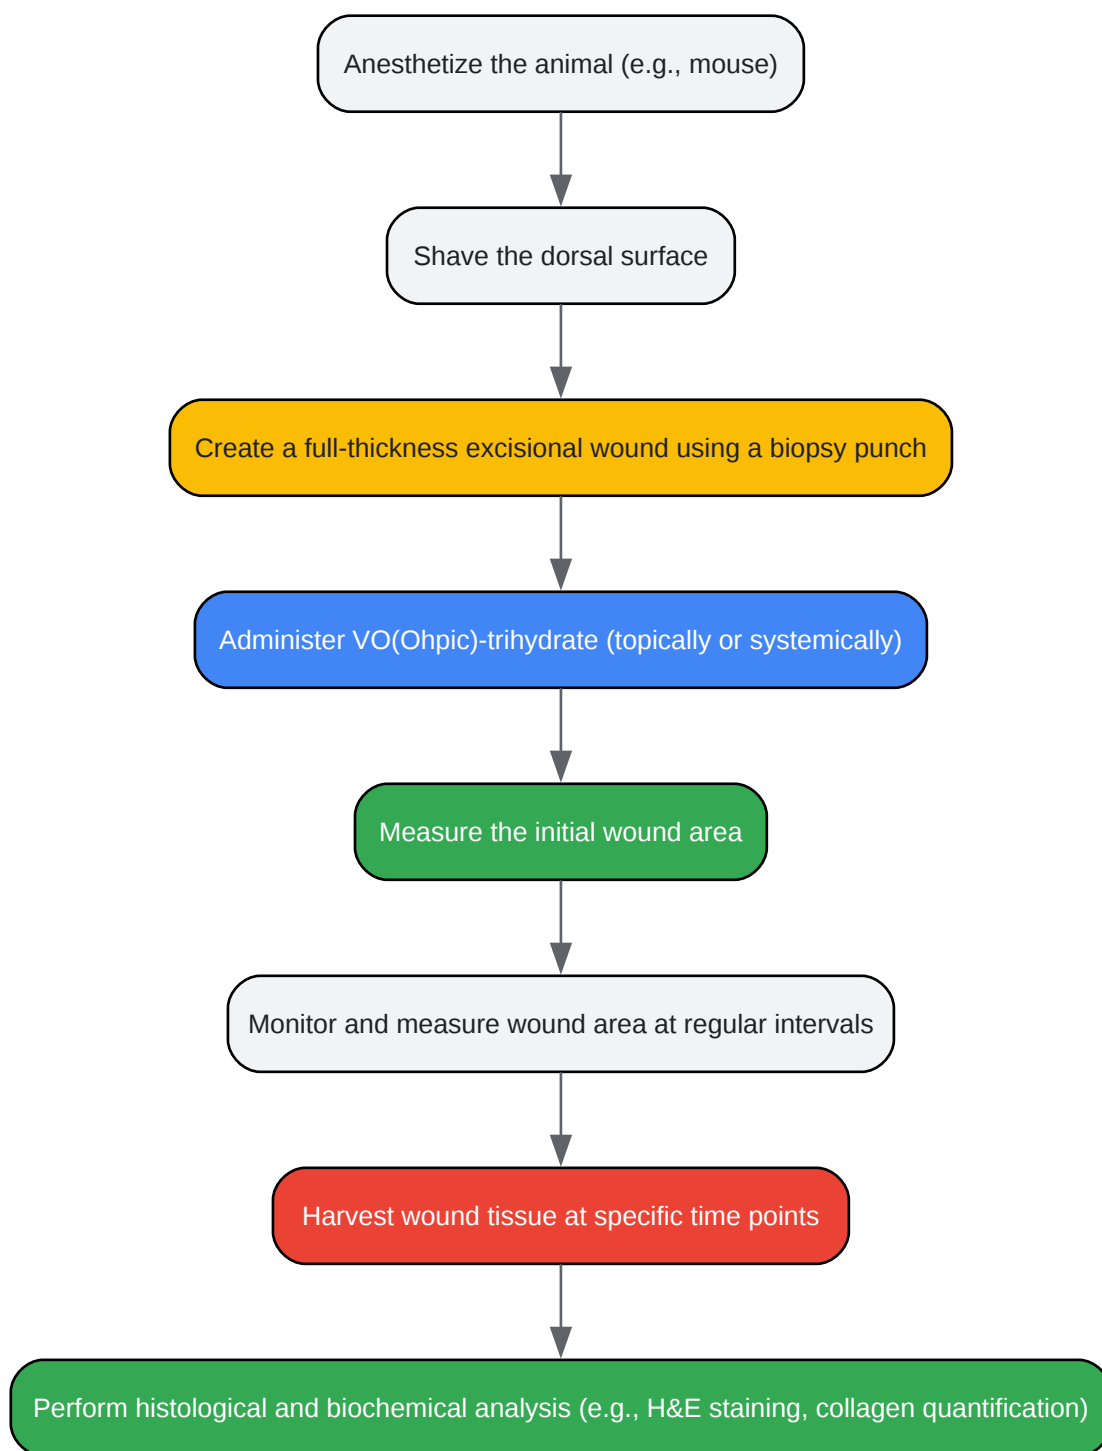 Anesthetize the animal (e.g., mouse)
Shave the dorsal surface
Create a full-thickness excisional wound using a biopsy punch
Administer VO(Ohpic)-trihydrate (topically or systemically)
Measure the initial wound area
Monitor and measure wound area at regular intervals
Harvest wound tissue at specific time points
Perform histological and biochemical analysis (e.g., H&E staining, collagen quantification)